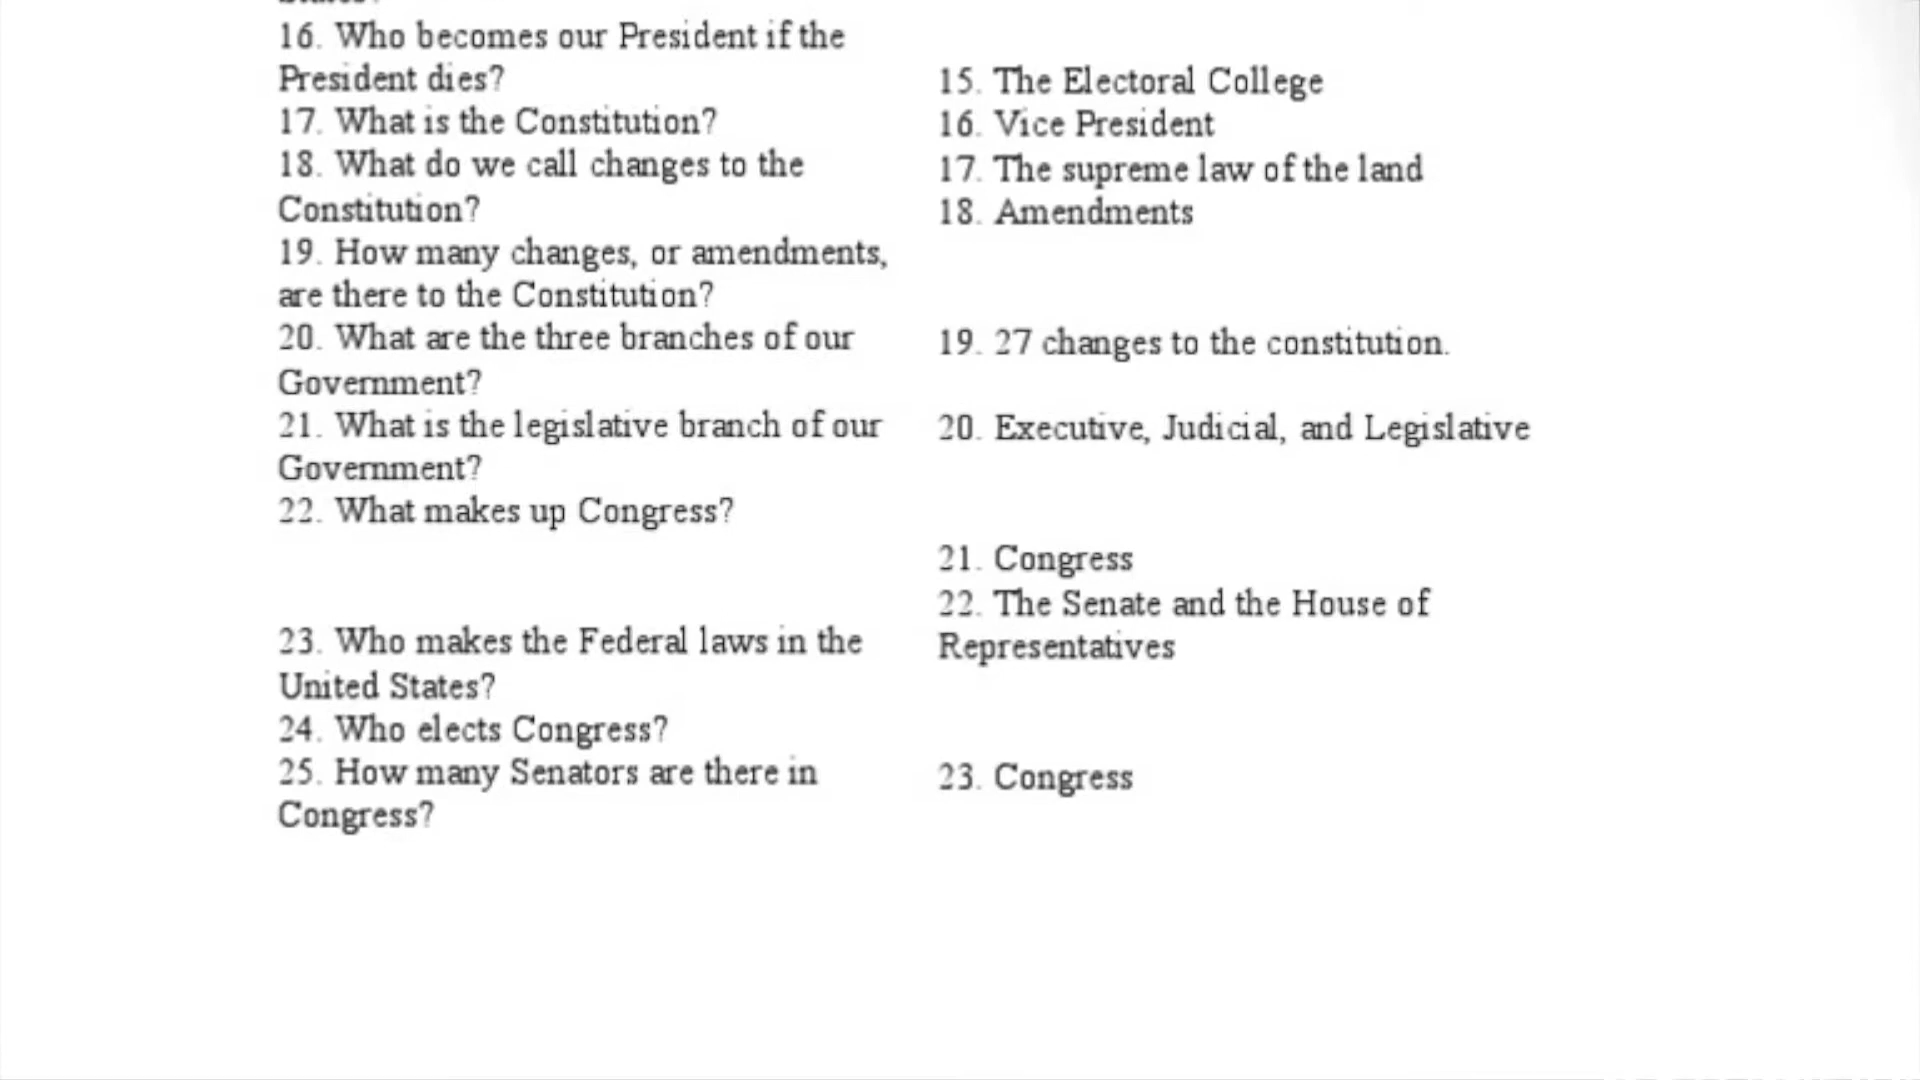 16. Who becomes our President if the
President dies?
17. What is the Constitution?
18. What do we call changes to the
Constitution?
19. How many changes, or amendments,
are there to the Constitution?
20. What are the three branches of our
Government?
21. What is the legislative branch of our
Government?
22. What makes up Congress?
23. Who makes the Federal laws in the
United States?
24. Who elects Congress?
25. How many Senators are there in
Congress?
15. The Electoral College
16. Vice President
17. The supreme law of the land
18. Amendments
19. 27 changes to the constitution.
20. Executive, Judicial, and Legislative
21. Congress
22. The Senate and the House of
Representatives
23. Congress